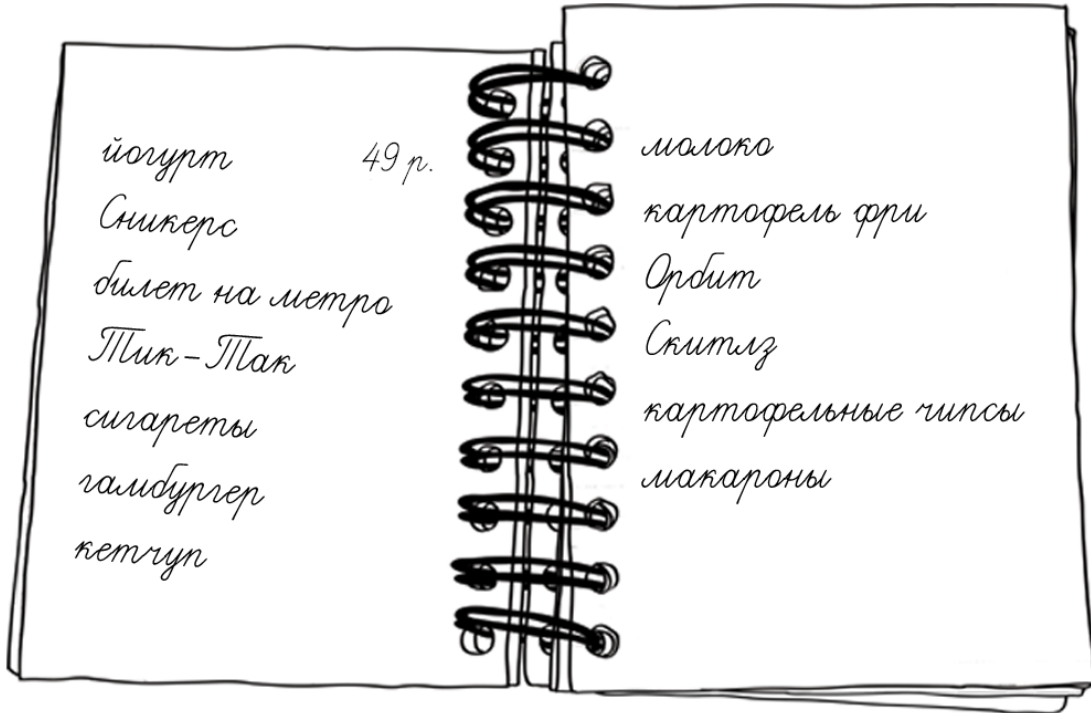 йогурт 49 р.
Сникерс
билет на метро
Тик-Так
сигареты
гамбургер
кетчуп
молоко
картофель фри
Орбит
Скитлз
картофельные чипсы
макароны